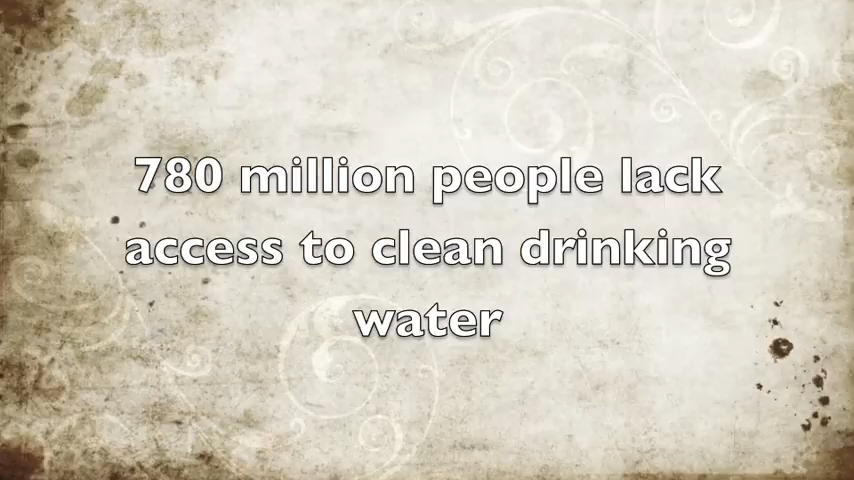 780 million people lack
access to clean drinking
water